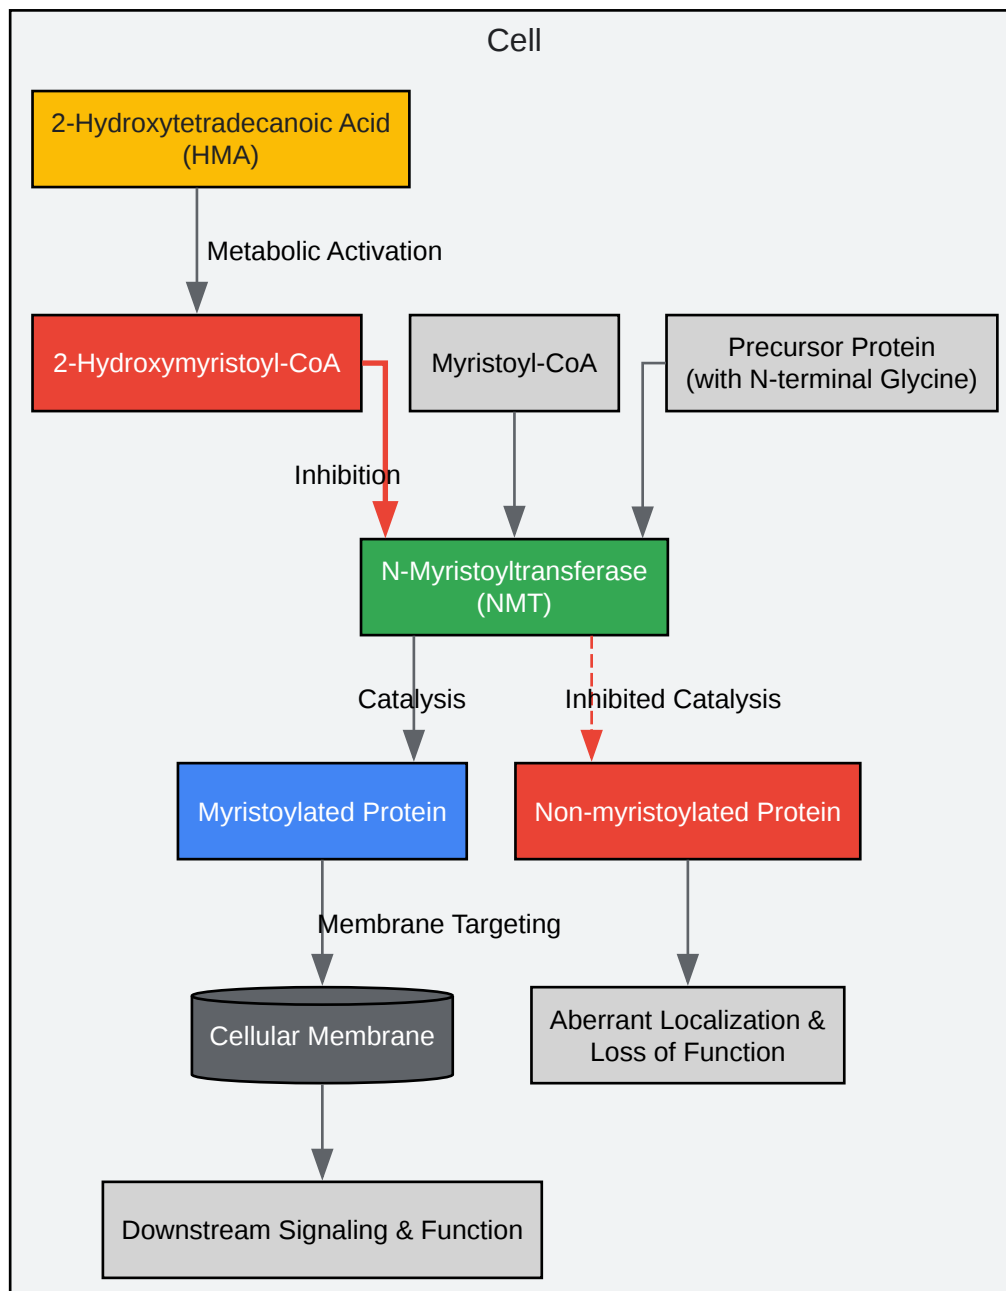 Cell
2-Hydroxytetradecanoic Acid
(HMA)
Metabolic Activation
2-Hydroxymyristoyl-CoA
Myristoyl-CoA
Precursor Protein
(with N-terminal Glycine)
Inhibition
N-Myristoyltransferase
(NMT)
Catalysis
Inhibited Catalysis
Myristoylated Protein
Non-myristoylated Protein
Membrane Targeting
Cellular Membrane
Aberrant Localization &
Loss of Function
Downstream Signaling & Function